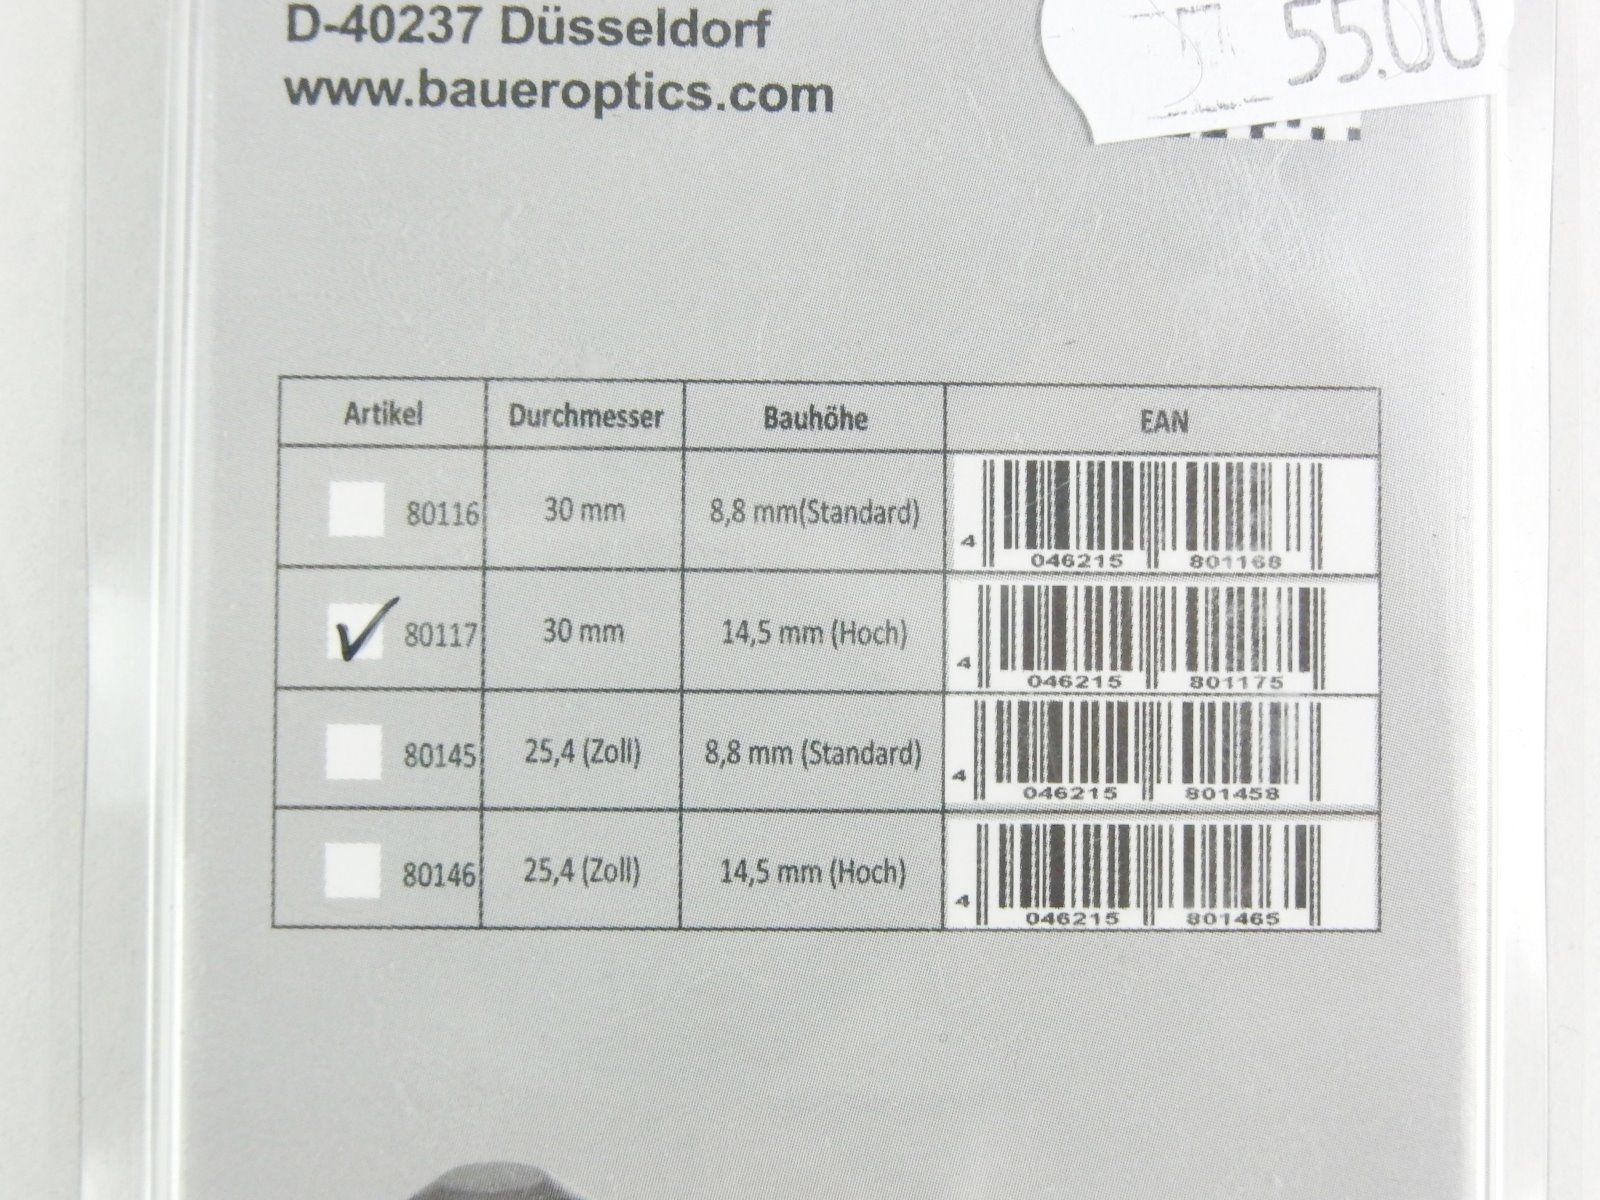 D-40237 Düsseldorf
www.baueroptics.com
55.00
Artikel Durchmesser Bauhöhe EAN
80116 30 mm 8,8 mm(Standard) 4 046215 801168
80117 30 mm 14,5 mm (Hoch) 4 046215 801175
80145 25,4 (Zoll) 8,8 mm (Standard) 4 046215 801458
80146 25,4 (Zoll) 14,5 mm (Hoch) 4 046215 801465